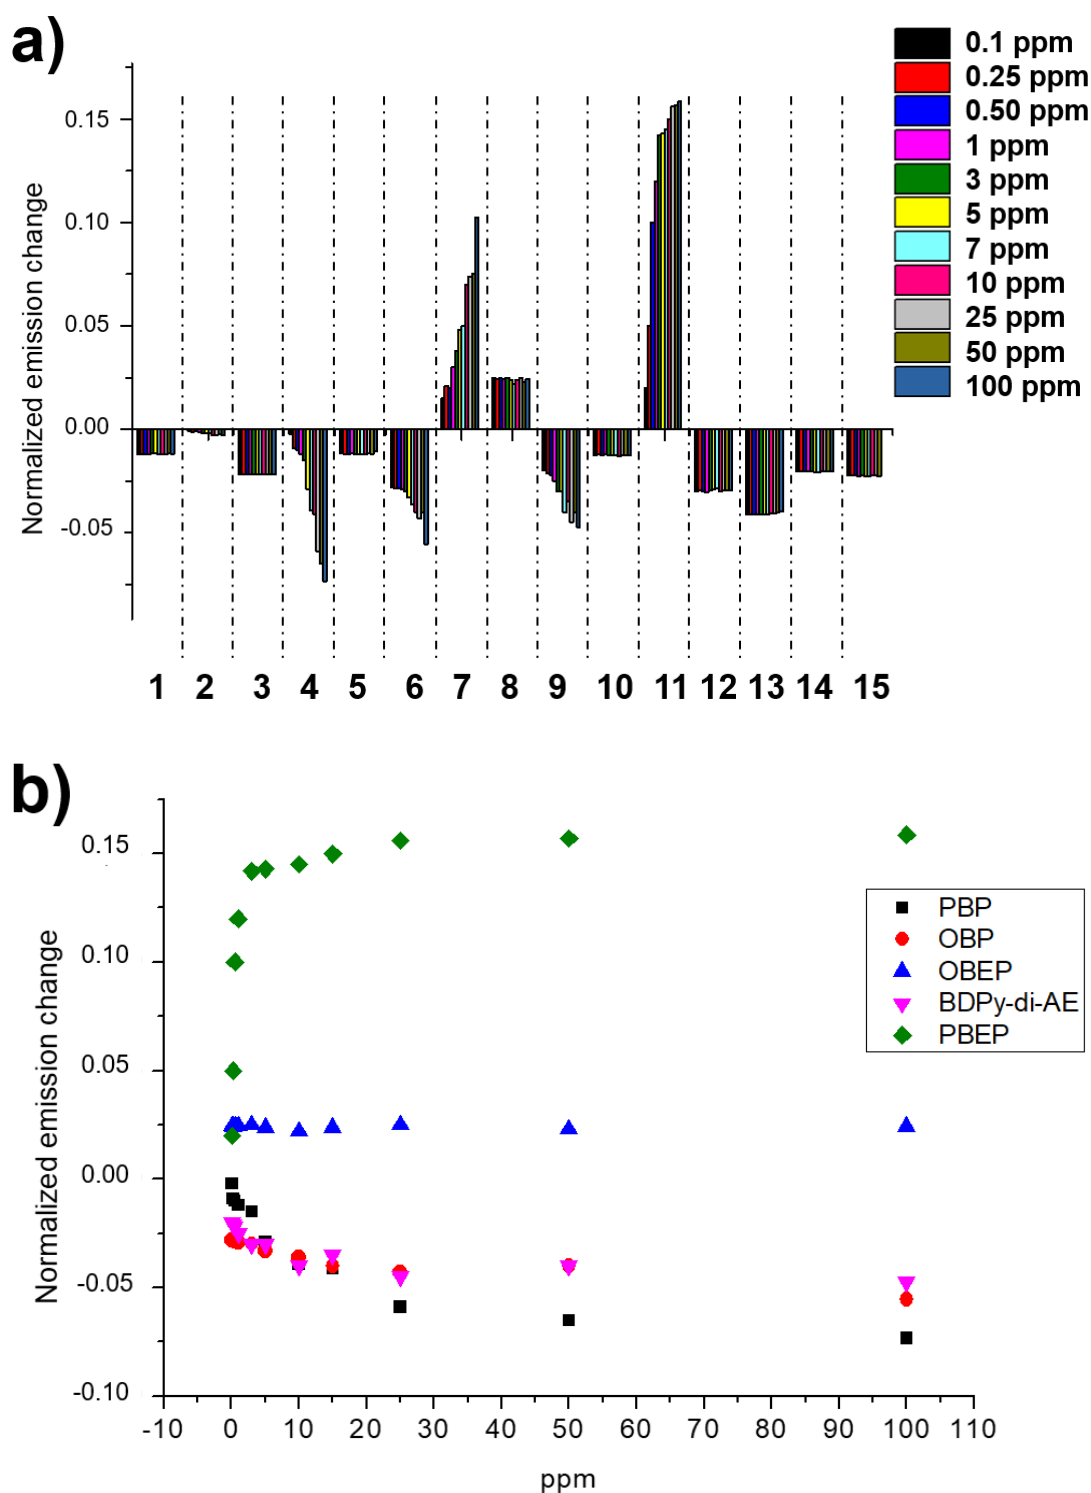 a)
0.1 ppm
0.25 ppm
0.50 ppm
1 ppm
3 ppm
5 ppm
7 ppm
10 ppm
25 ppm
50 ppm
100 ppm
Normalized emission change
0.15
0.10
0.05
0.00
-0.05
1 2 3 4 5 6 7 8 9 10 11 12 13 14 15
b)
Normalized emission change
0.15
0.10
0.05
0.00
-0.05
-0.10
PBP
OBP
OBEP
BDPy-di-AE
PBEP
-10 0 10 20 30 40 50 60 70 80 90 100 110
ppm